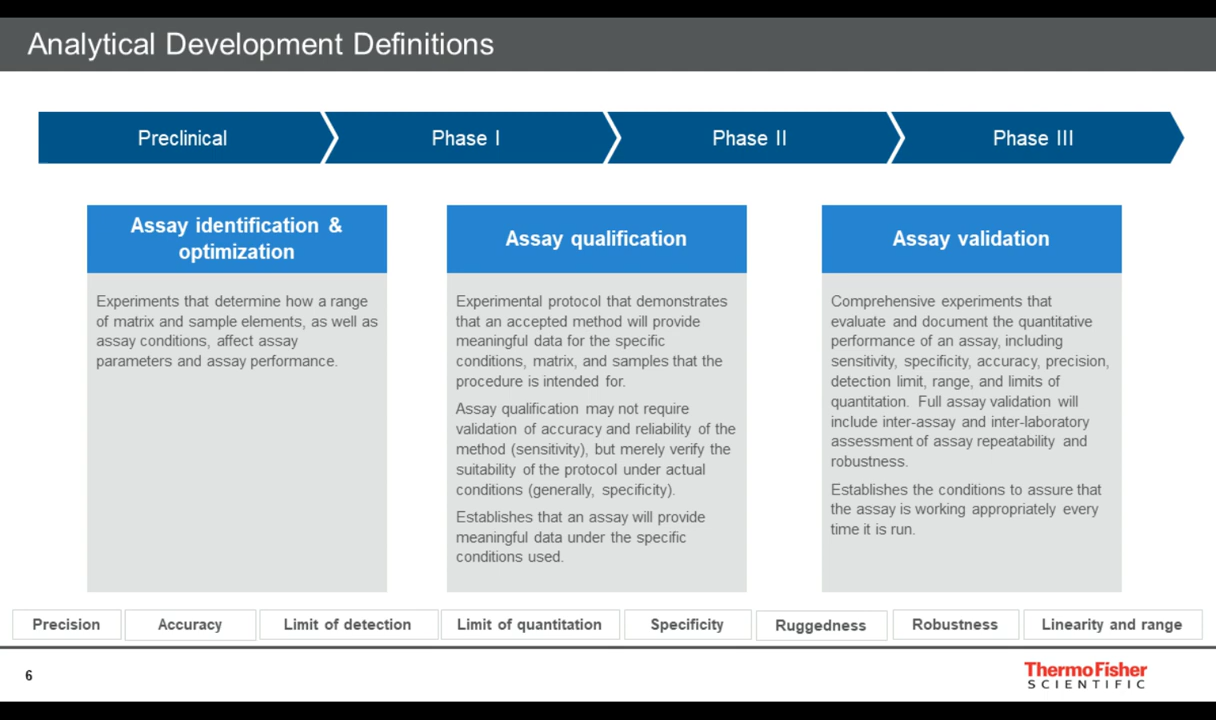 Analytical Development Definitions
Preclinical
Phase I
Phase II
Phase III
Assay identification &
optimization
Experiments that determine how a range
of matrix and sample elements, as well as
assay conditions, affect assay
parameters and assay performance.
Assay qualification
Experimental protocol that demonstrates
that an accepted method will provide
meaningful data for the specific
conditions, matrix, and samples that the
procedure is intended for.
Assay qualification may not require
validation of accuracy and reliability of the
method (sensitivity), but merely verify the
suitability of the protocol under actual
conditions (generally, specificity).
Establishes that an assay will provide
meaningful data under the specific
conditions used.
Assay validation
Comprehensive experiments that
evaluate and document the quantitative
performance of an assay, including
sensitivity, specificity, accuracy, precision,
detection limit, range, and limits of
quantitation. Full assay validation will
include inter-assay and inter-laboratory
assessment of assay repeatability and
robustness.
Establishes the conditions to assure that
the assay is working appropriately every
time it is run.
Precision
Accuracy
Limit of detection
Limit of quantitation
Specificity
Ruggedness
Robustness
Linearity and range
6
ThermoFisher
SCIENTIFIC